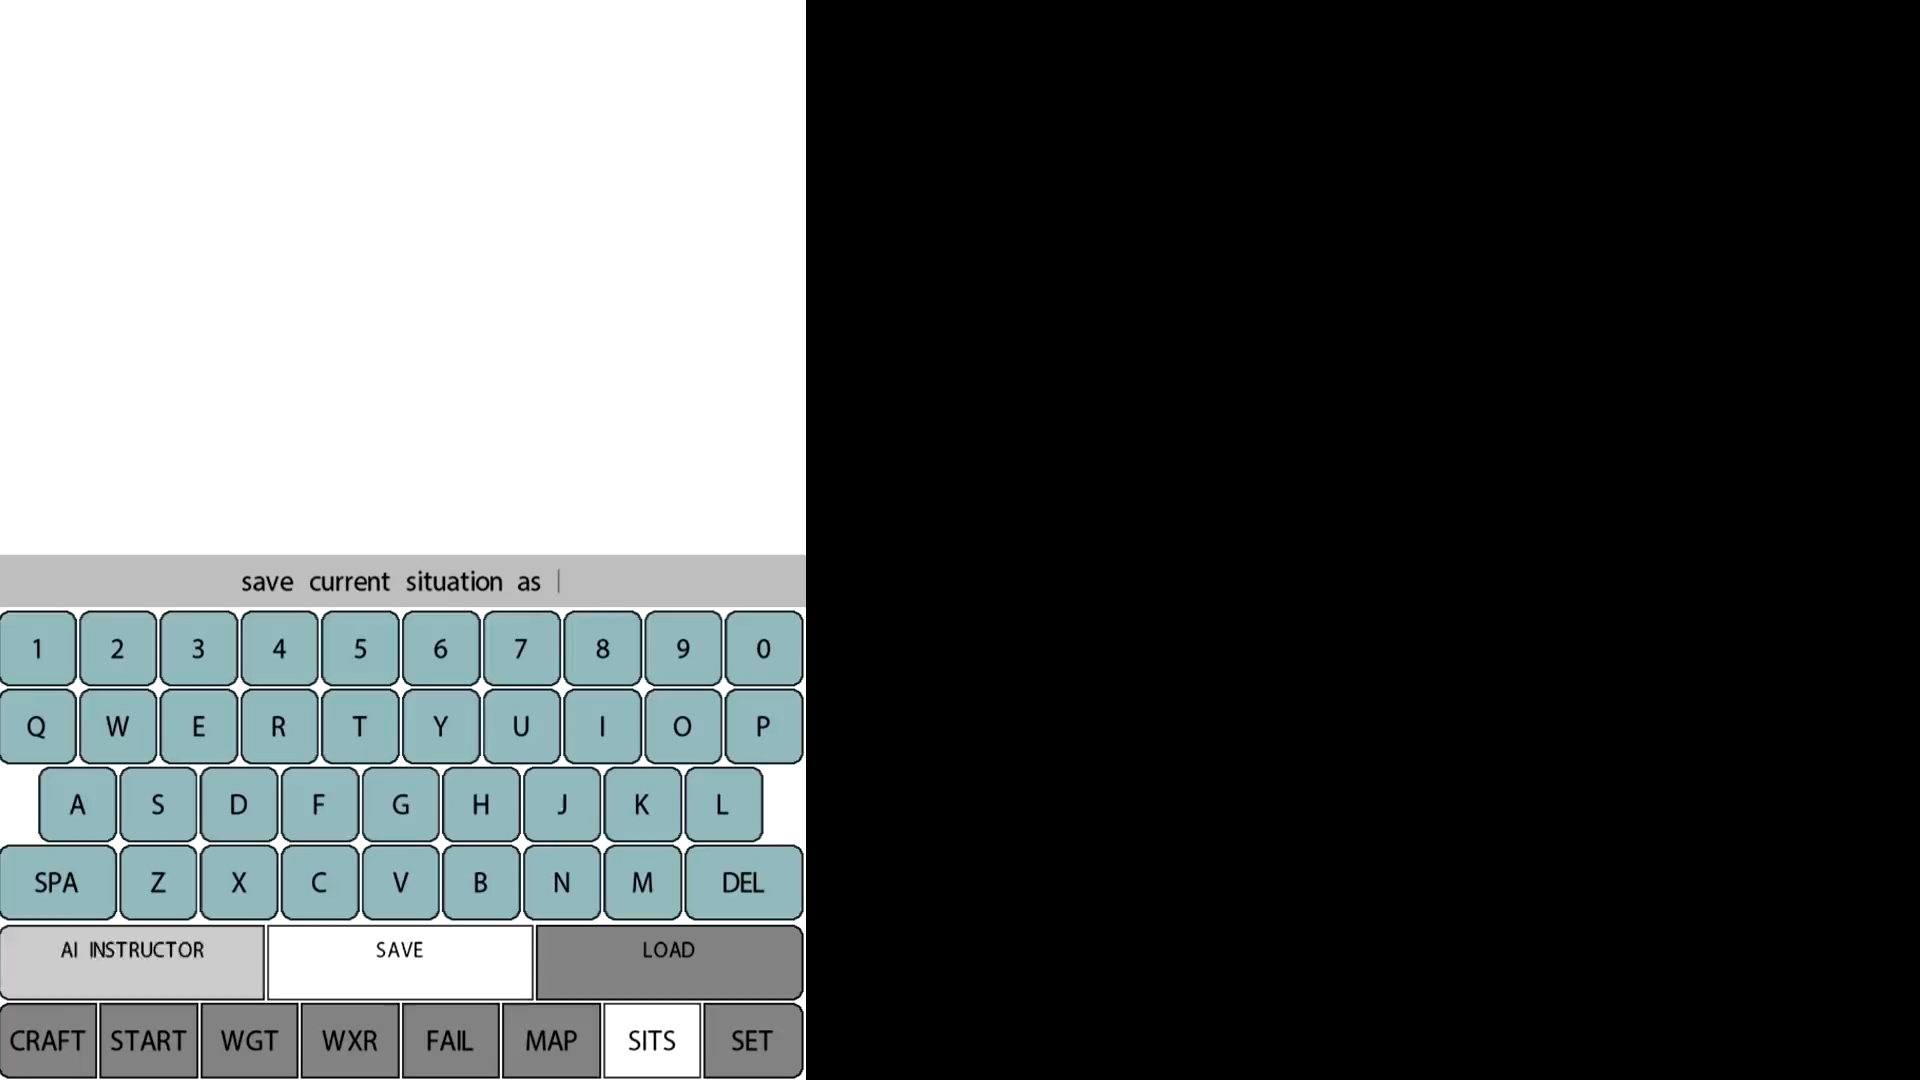 save current situation as
1 2 3 4 5 6 7 8 9 0
Q W E R T Y U I O P
A S D F G H J K L
SPA Z X C V B N M DEL
AI INSTRUCTOR SAVE LOAD
CRAFT START WGT WXR FAIL MAP SITS SET